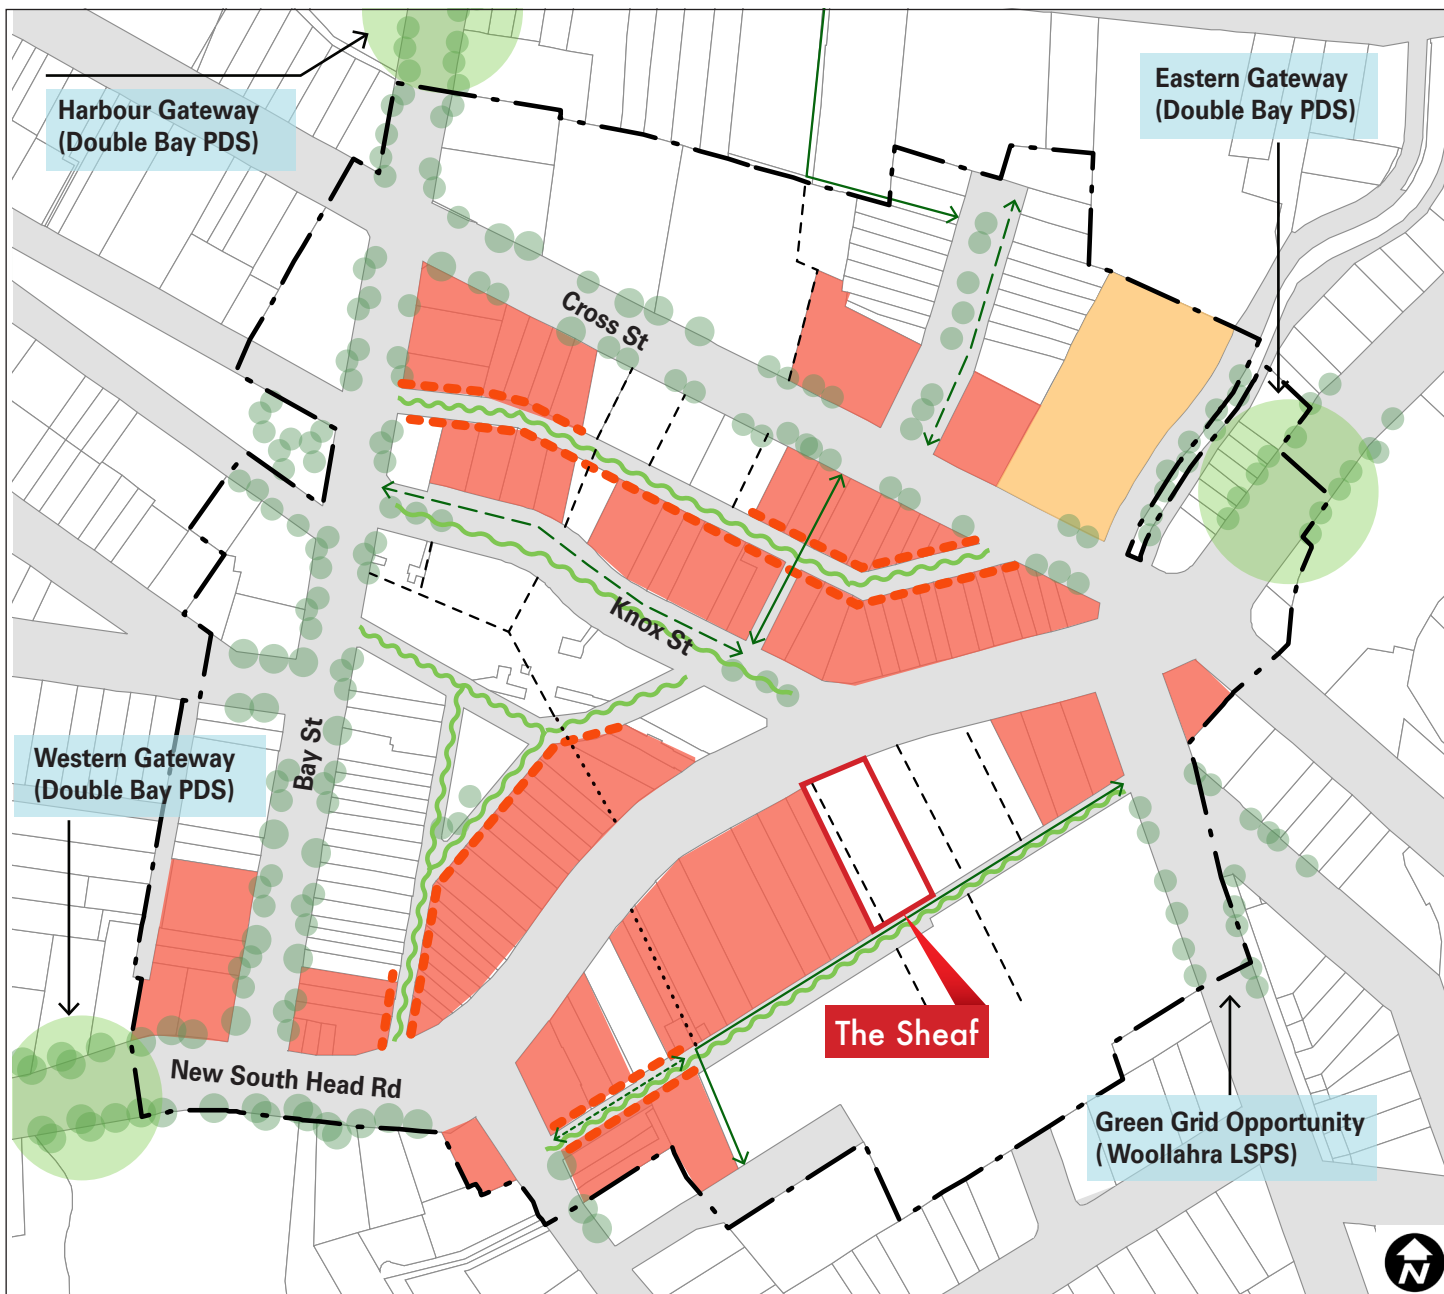 Harbour Gateway
(Double Bay PDS)
Eastern Gateway
(Double Bay PDS)
Cross St
Knox St
Bay St
Western Gateway
(Double Bay PDS)
The Sheaf
New South Head Rd
Green Grid Opportunity
( Woollahra LSPS)
N